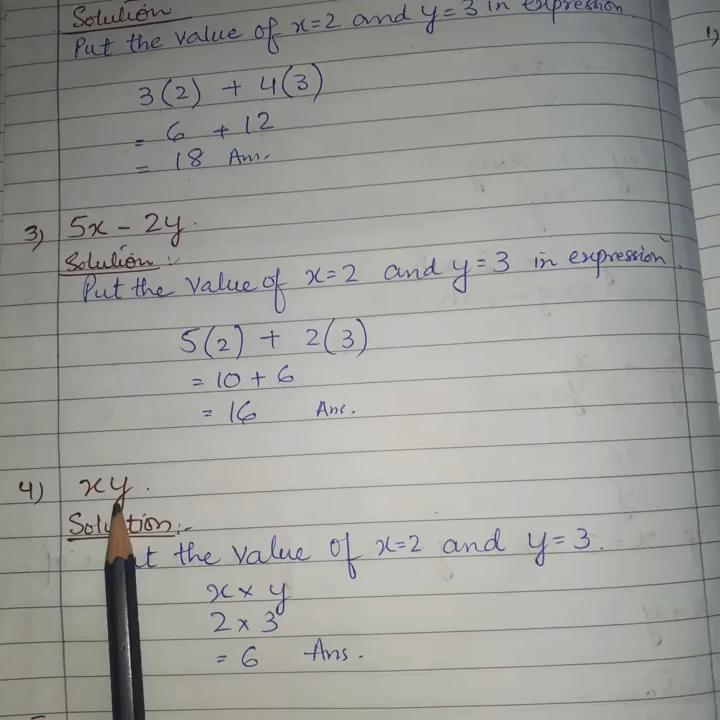 Solution
Put the value of x=2 and y=3 in expression
3(2) + 4(3)
= 6 + 12
= 18 Ans.
3) 5x - 2y.
Solution :-
Put the value of x=2 and y=3 in expression
5(2) + 2(3)
= 10 + 6
= 16 Ans.
4) xy.
Solution :-
the value of x=2 and y=3.
x × y
2 × 3
= 6 Ans.
1)